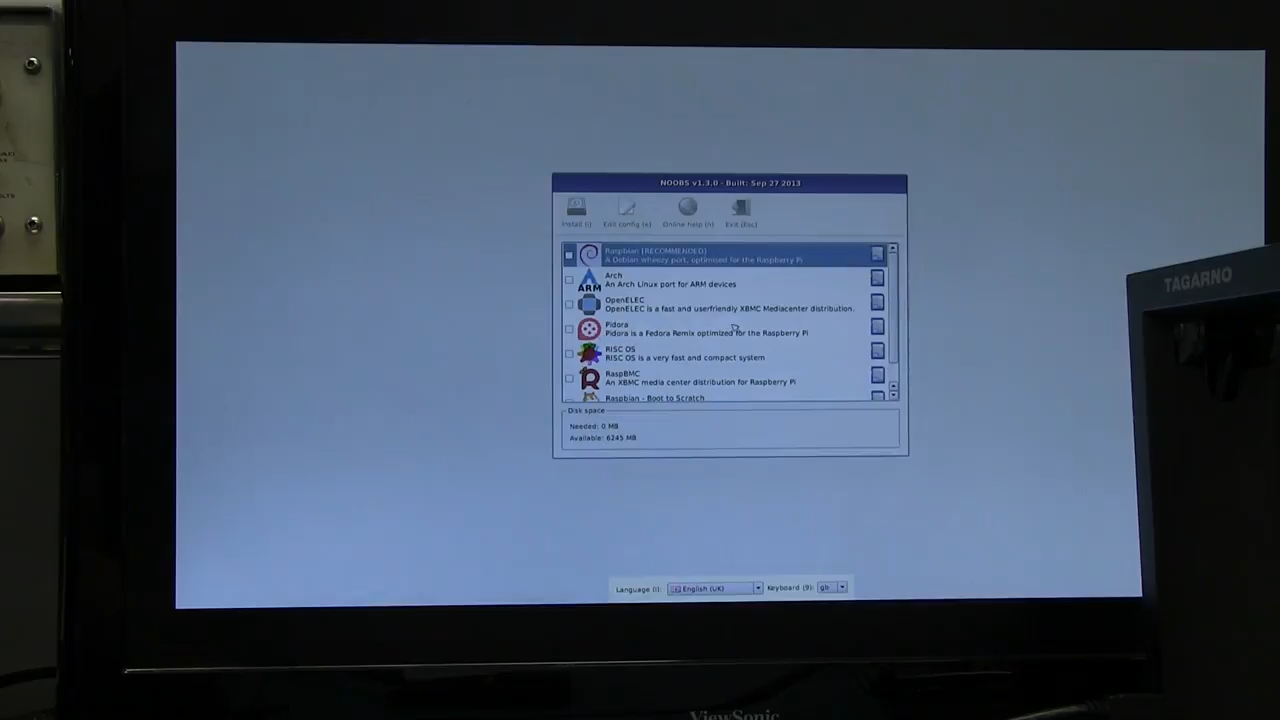 NOOBS v1.3.0 - Built: Sep 27 2013
Install (i) Edit config (e) Online help (h) Exit (Esc)
Raspbian [RECOMMENDED]
A Debian wheezy port, optimised for the Raspberry Pi
Arch
An Arch Linux port for ARM devices
ARM
OpenELEC
OpenELEC is a fast and userfriendly XBMC Mediacenter distribution.
Pidora
Pidora is a Fedora Remix optimized for the Raspberry Pi
RISC OS
RISC OS is a very fast and compact system
RaspBMC
An XBMC media center distribution for Raspberry Pi
Raspbian - Boot to Scratch
Disk space
Needed: 0 MB
Available: 6245 MB
Language (l): English (UK) Keyboard (9): gb
TAGARNO
ViewSonic